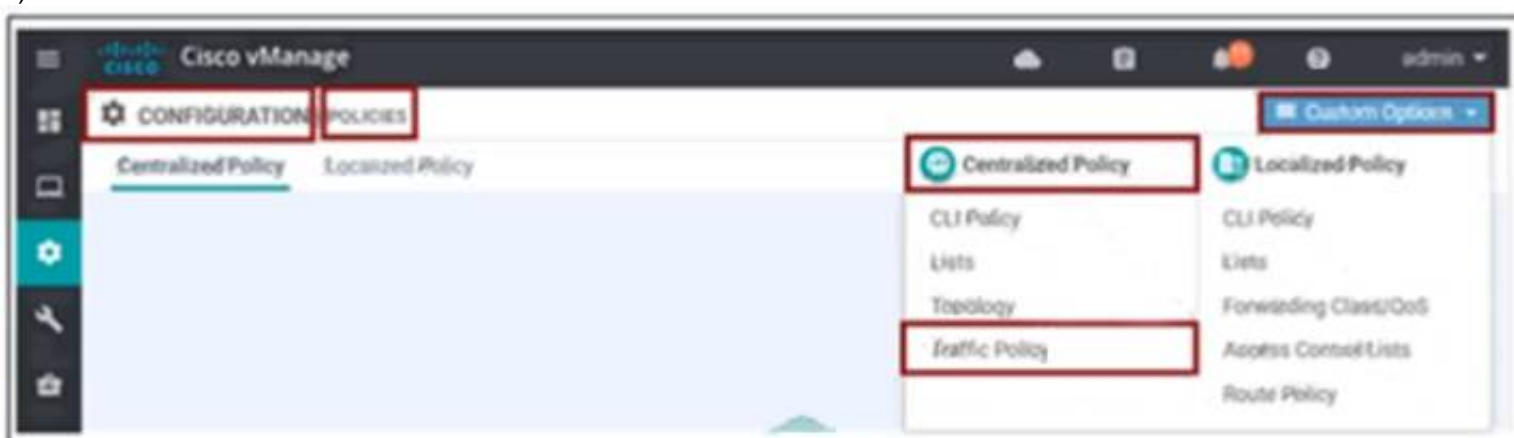 )
CISCO Cisco vManage admin
CONFIGURATION POLICIES Custom Options
Centralized Policy Localized Policy
Centralized Policy
CLI Policy
Lists
Topology
Traffic Policy
Localized Policy
CLI Policy
Lists
Forwarding Class/QoS
Access Control Lists
Route Policy